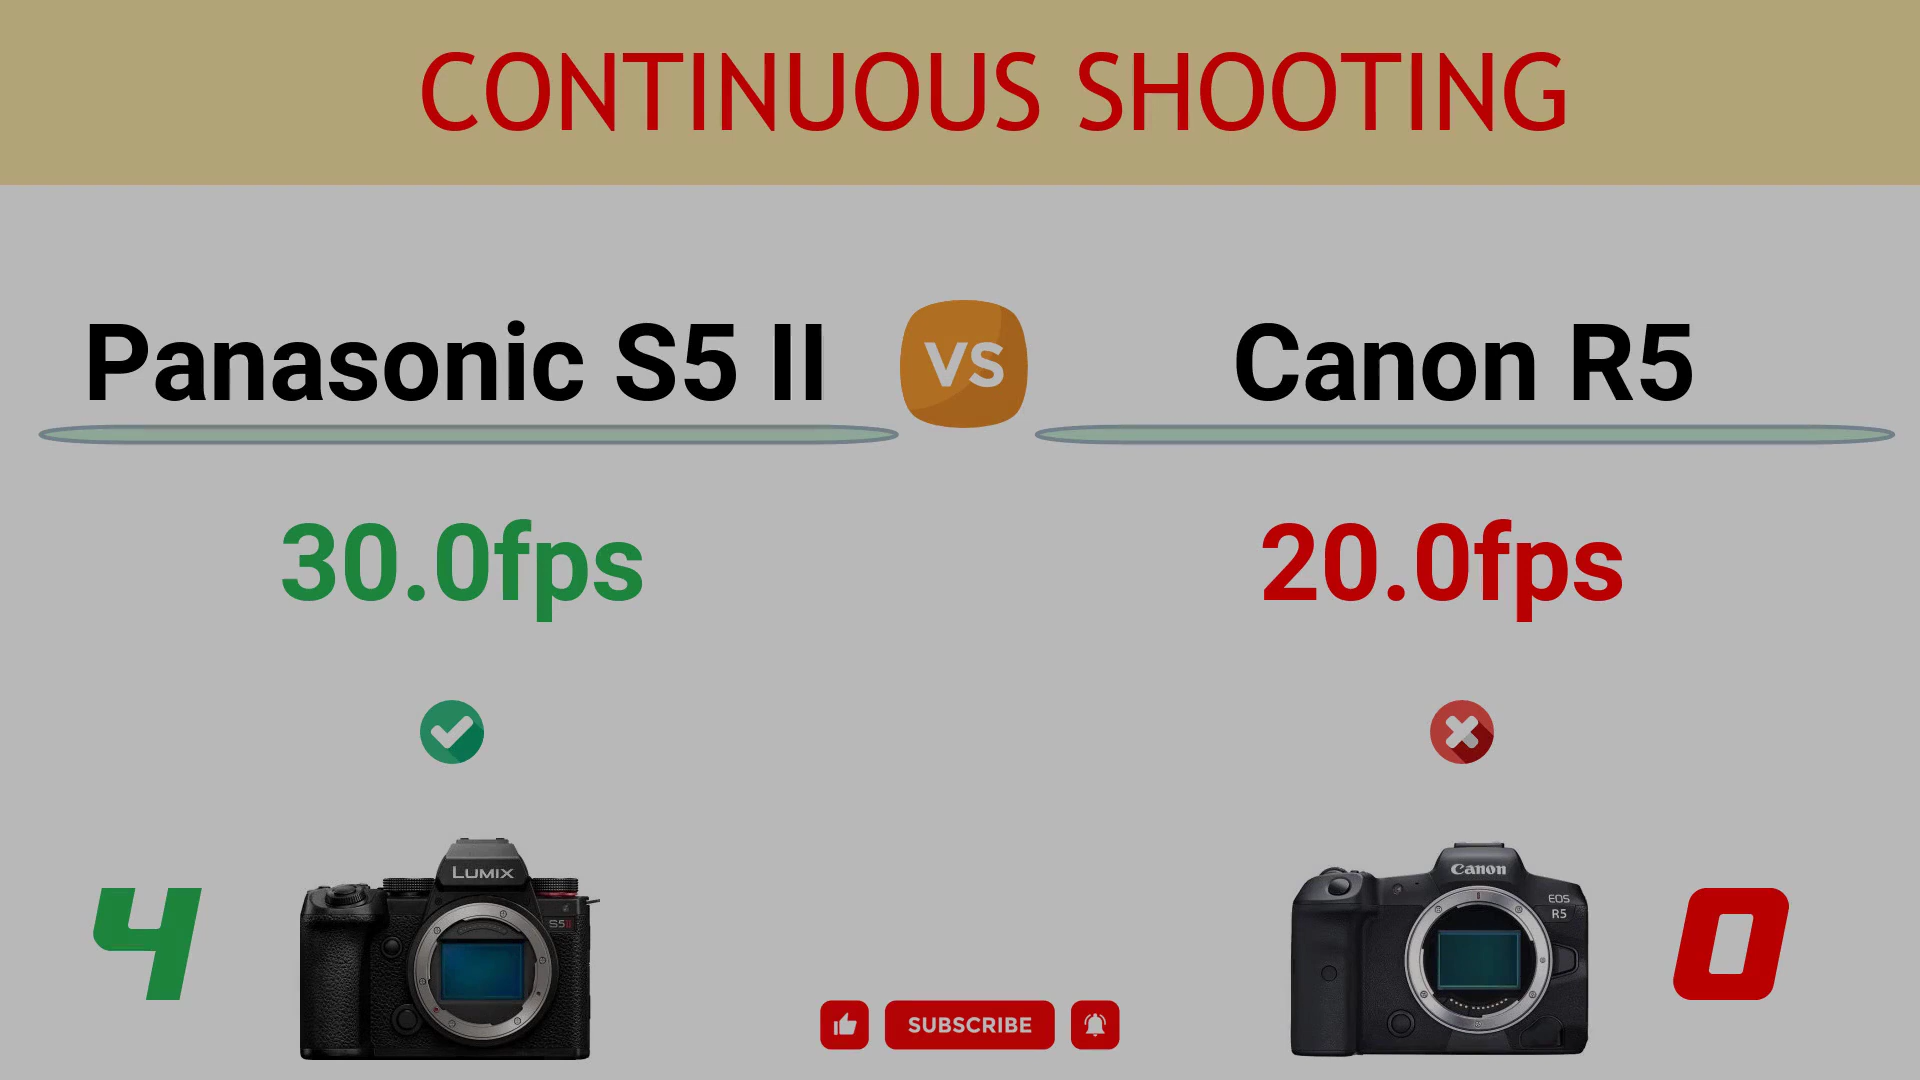 CONTINUOUS SHOOTING
Panasonic S5 II
VS
Canon R5
30.0fps
20.0fps
4
LUMIX
S5II
Canon
EOS
R5
0
SUBSCRIBE